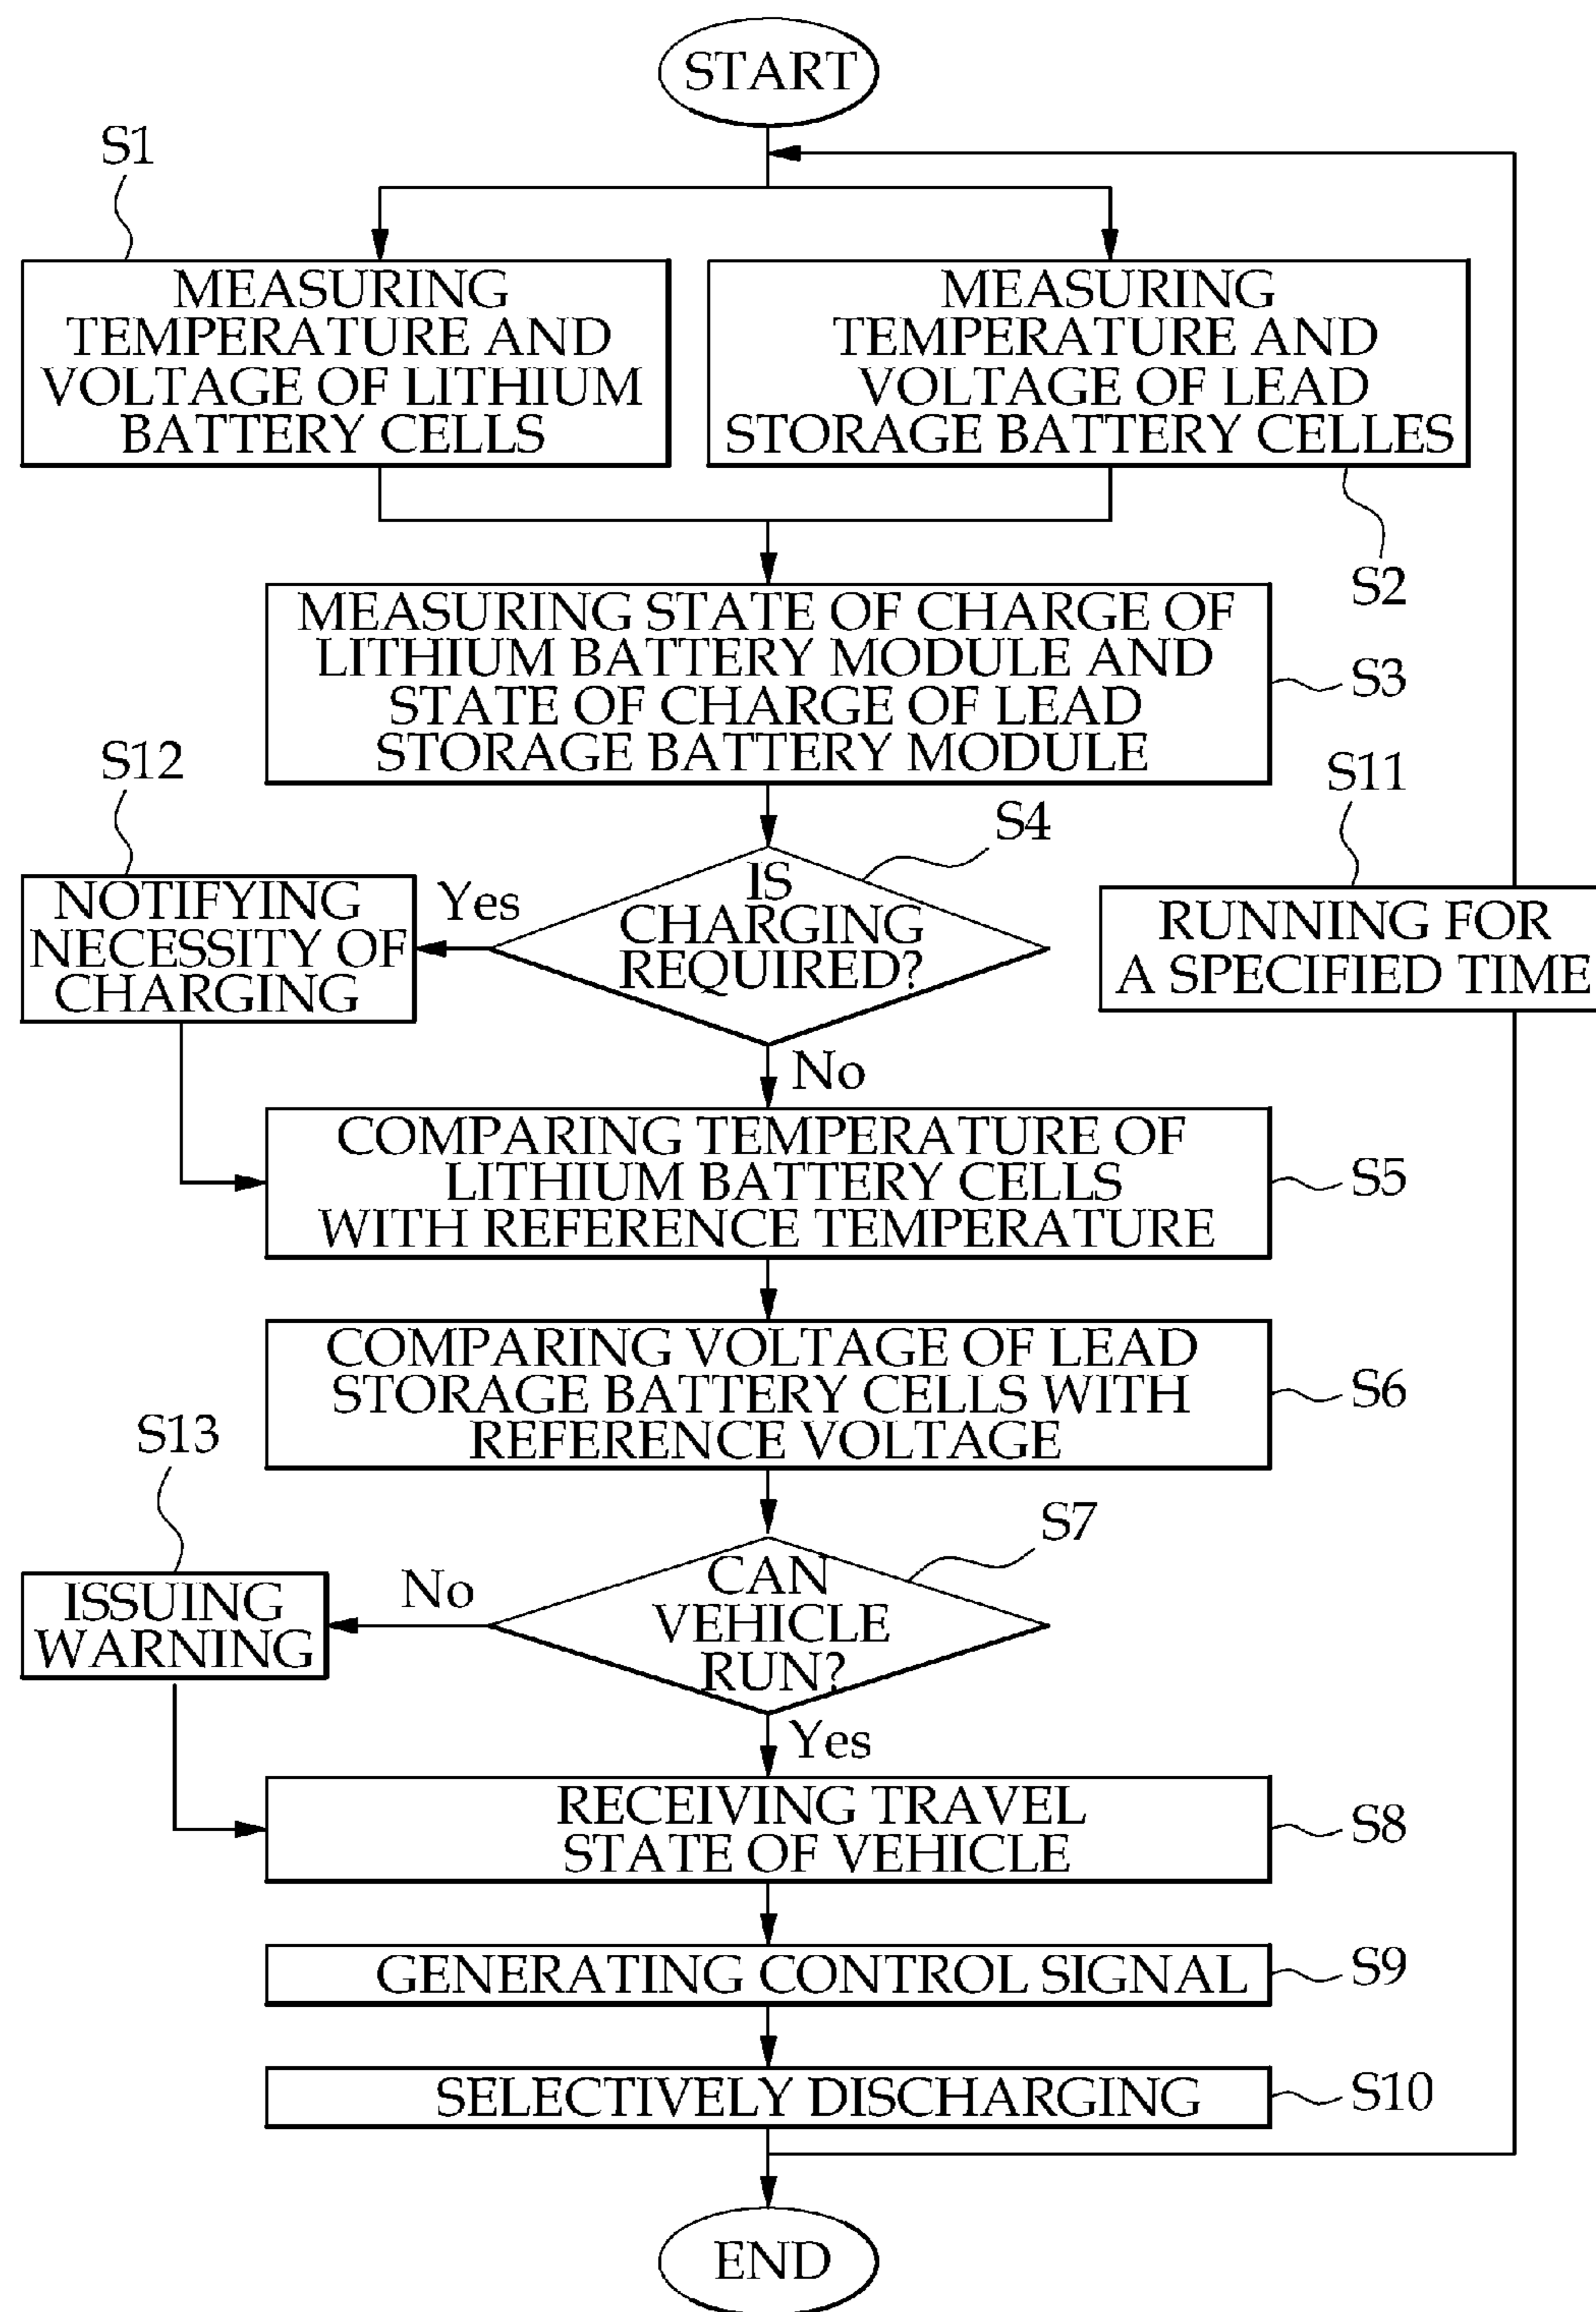 START
S1
MEASURING
TEMPERATURE AND
VOLTAGE OF LITHIUM
BATTERY CELLS
MEASURING
TEMPERATURE AND
VOLTAGE OF LEAD
STORAGE BATTERY CELLES
S2
MEASURING STATE OF CHARGE OF
LITHIUM BATTERY MODULE AND
STATE OF CHARGE OF LEAD
STORAGE BATTERY MODULE
S3
S12
S11
S4
NOTIFYING
NECESSITY OF
CHARGING
Yes
IS
CHARGING
REQUIRED?
RUNNING FOR
A SPECIFIED TIME
No
COMPARING TEMPERATURE OF
LITHIUM BATTERY CELLS
WITH REFERENCE TEMPERATURE
S5
COMPARING VOLTAGE OF LEAD
STORAGE BATTERY CELLS WITH
REFERENCE VOLTAGE
S6
S13
S7
ISSUING
WARNING
No
CAN
VEHICLE
RUN?
Yes
RECEIVING TRAVEL
STATE OF VEHICLE
S8
GENERATING CONTROL SIGNAL
S9
SELECTIVELY DISCHARGING
S10
END